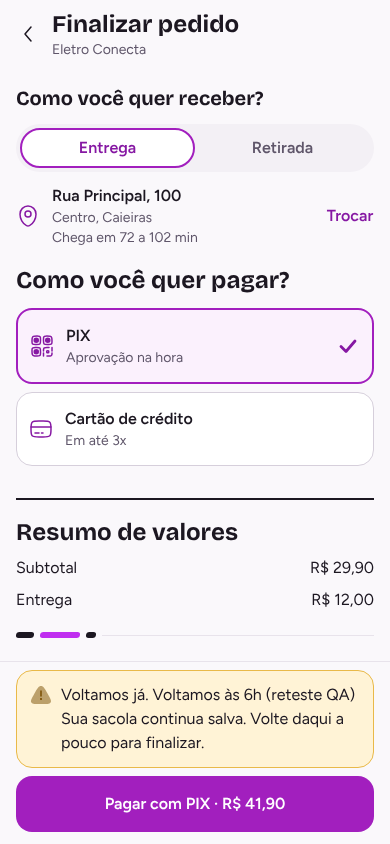 Finalizar pedido
Eletro Conecta
Como você quer receber?
Entrega
Retirada
Rua Principal, 100
Centro, Caieiras
Chega em 72 a 102 min
Trocar
Como você quer pagar?
PIX
Aprovação na hora
Cartão de crédito
Em até 3x
Resumo de valores
Subtotal R$ 29,90
Entrega R$ 12,00
Voltamos já. Voltamos às 6h (reteste QA)
Sua sacola continua salva. Volte daqui a
pouco para finalizar.
Pagar com PIX · R$ 41,90